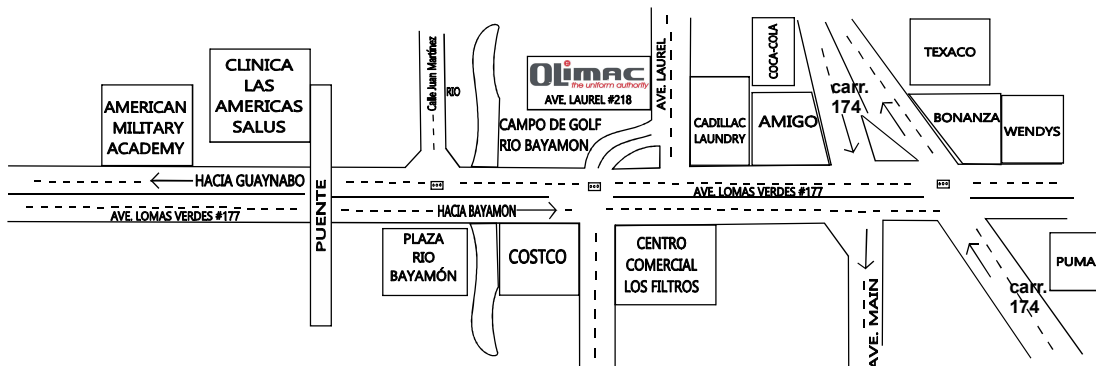 AMERICAN
MILITARY
ACADEMY
CLINICA
LAS
AMERICAS
SALUS
HACIA GUAYNABO
AVE. LOMAS VERDES #177
PUENTE
Calle Juan Martínez
RIO
OLimac
the uniform authority
AVE. LAUREL #218
CAMPO DE GOLF
RIO BAYAMON
AVE. LAUREL
CADILLAC
LAUNDRY
COCA-COLA
AMIGO
carr.
174
TEXACO
BONANZA
WENDYS
AVE. LOMAS VERDES #177
HACIA BAYAMON
PLAZA
RIO
BAYAMÓN
COSTCO
CENTRO
COMERCIAL
LOS FILTROS
AVE. MAIN
carr.
174
PUMA